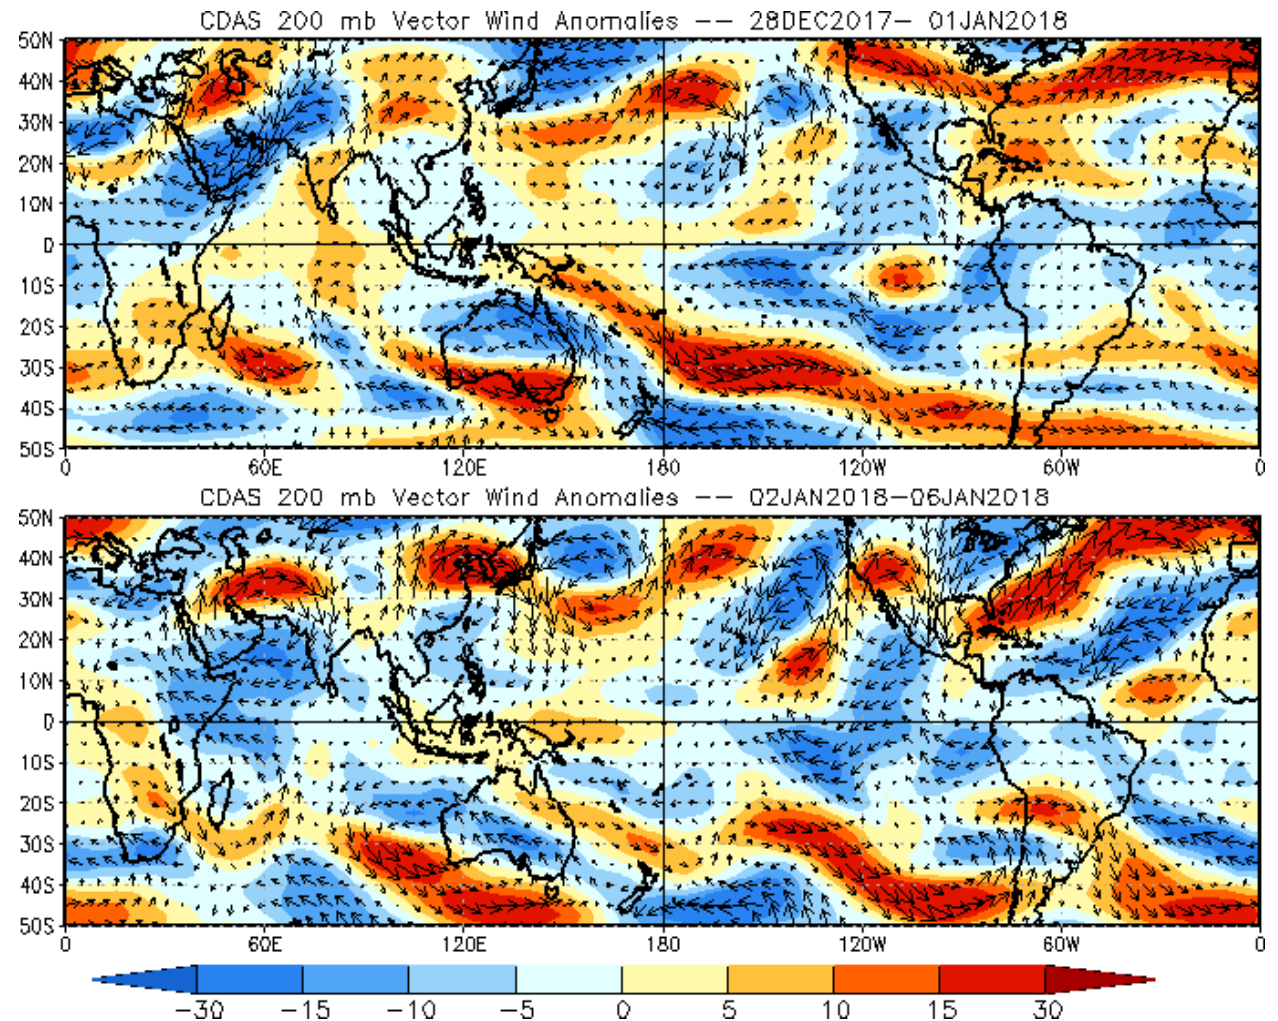 CDAS 200 mb Vector Wind Anomalies -- 28DEC2017- 01JAN2018
50N
40N
30N
20N
10N
0
10S
20S
30S
40S
50S
0 60E 120E 180 120W 60W 0
CDAS 200 mb Vector Wind Anomalies -- 02JAN2018-06JAN2018
50N
40N
30N
20N
10N
0
10S
20S
30S
40S
50S
0 60E 120E 180 120W 60W 0
-30 -15 -10 -5 0 5 10 15 30